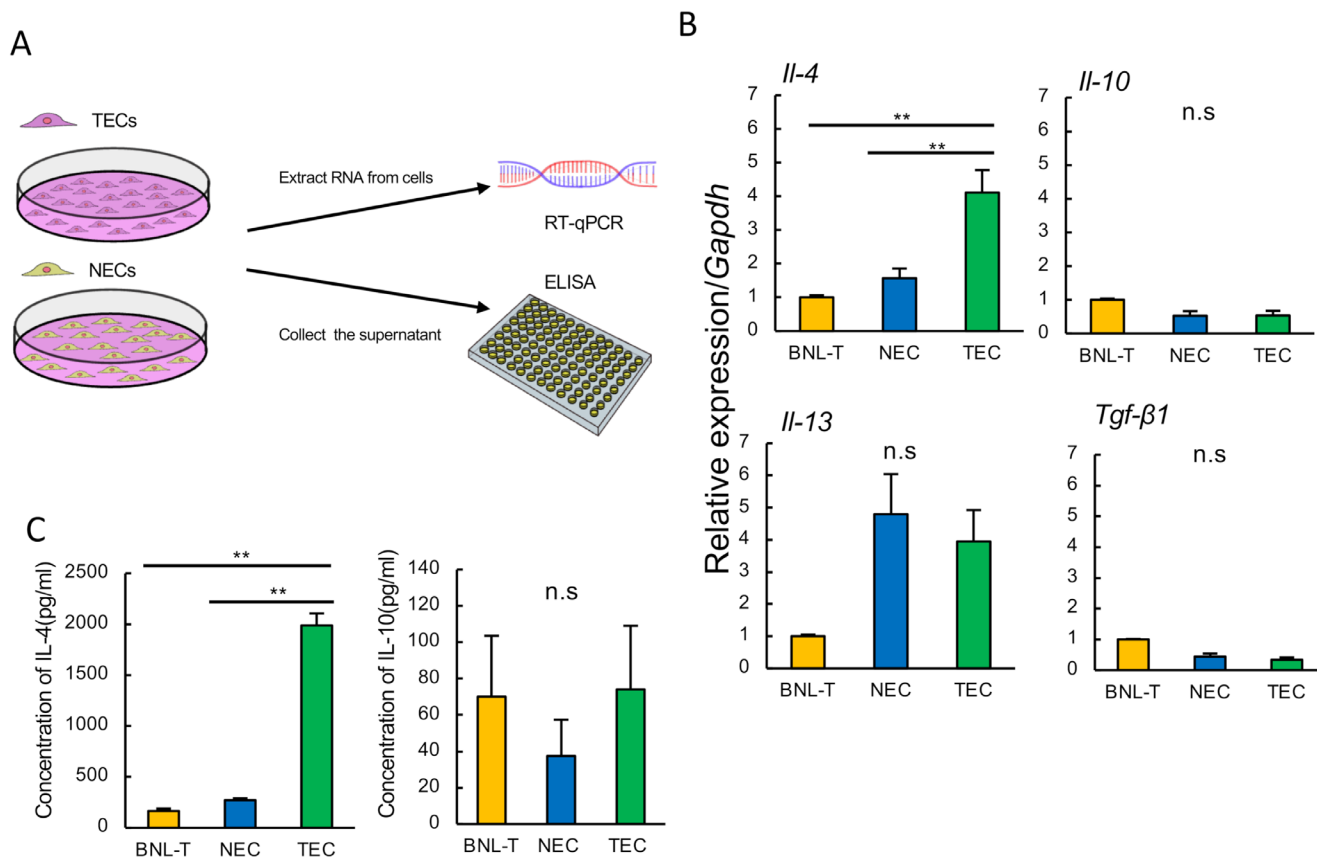 A
TECs
NECs
Extract RNA from cells
Collect the supernatant
RT-qPCR
ELISA
B
Relative expression/Gapdh
Il-4
7
6
5
4
3
2
1
0
**
**
BNL-T NEC TEC
Il-10
7
6
5
4
3
2
1
0
n.s
BNL-T NEC TEC
Il-13
7
6
5
4
3
2
1
0
n.s
BNL-T NEC TEC
Tgf-β1
7
6
5
4
3
2
1
0
n.s
BNL-T NEC TEC
C
Concentration of IL-4(pg/ml)
2500
2000
1500
1000
500
0
**
**
BNL-T NEC TEC
Concentration of IL-10(pg/ml)
140
120
100
80
60
40
20
0
n.s
BNL-T NEC TEC